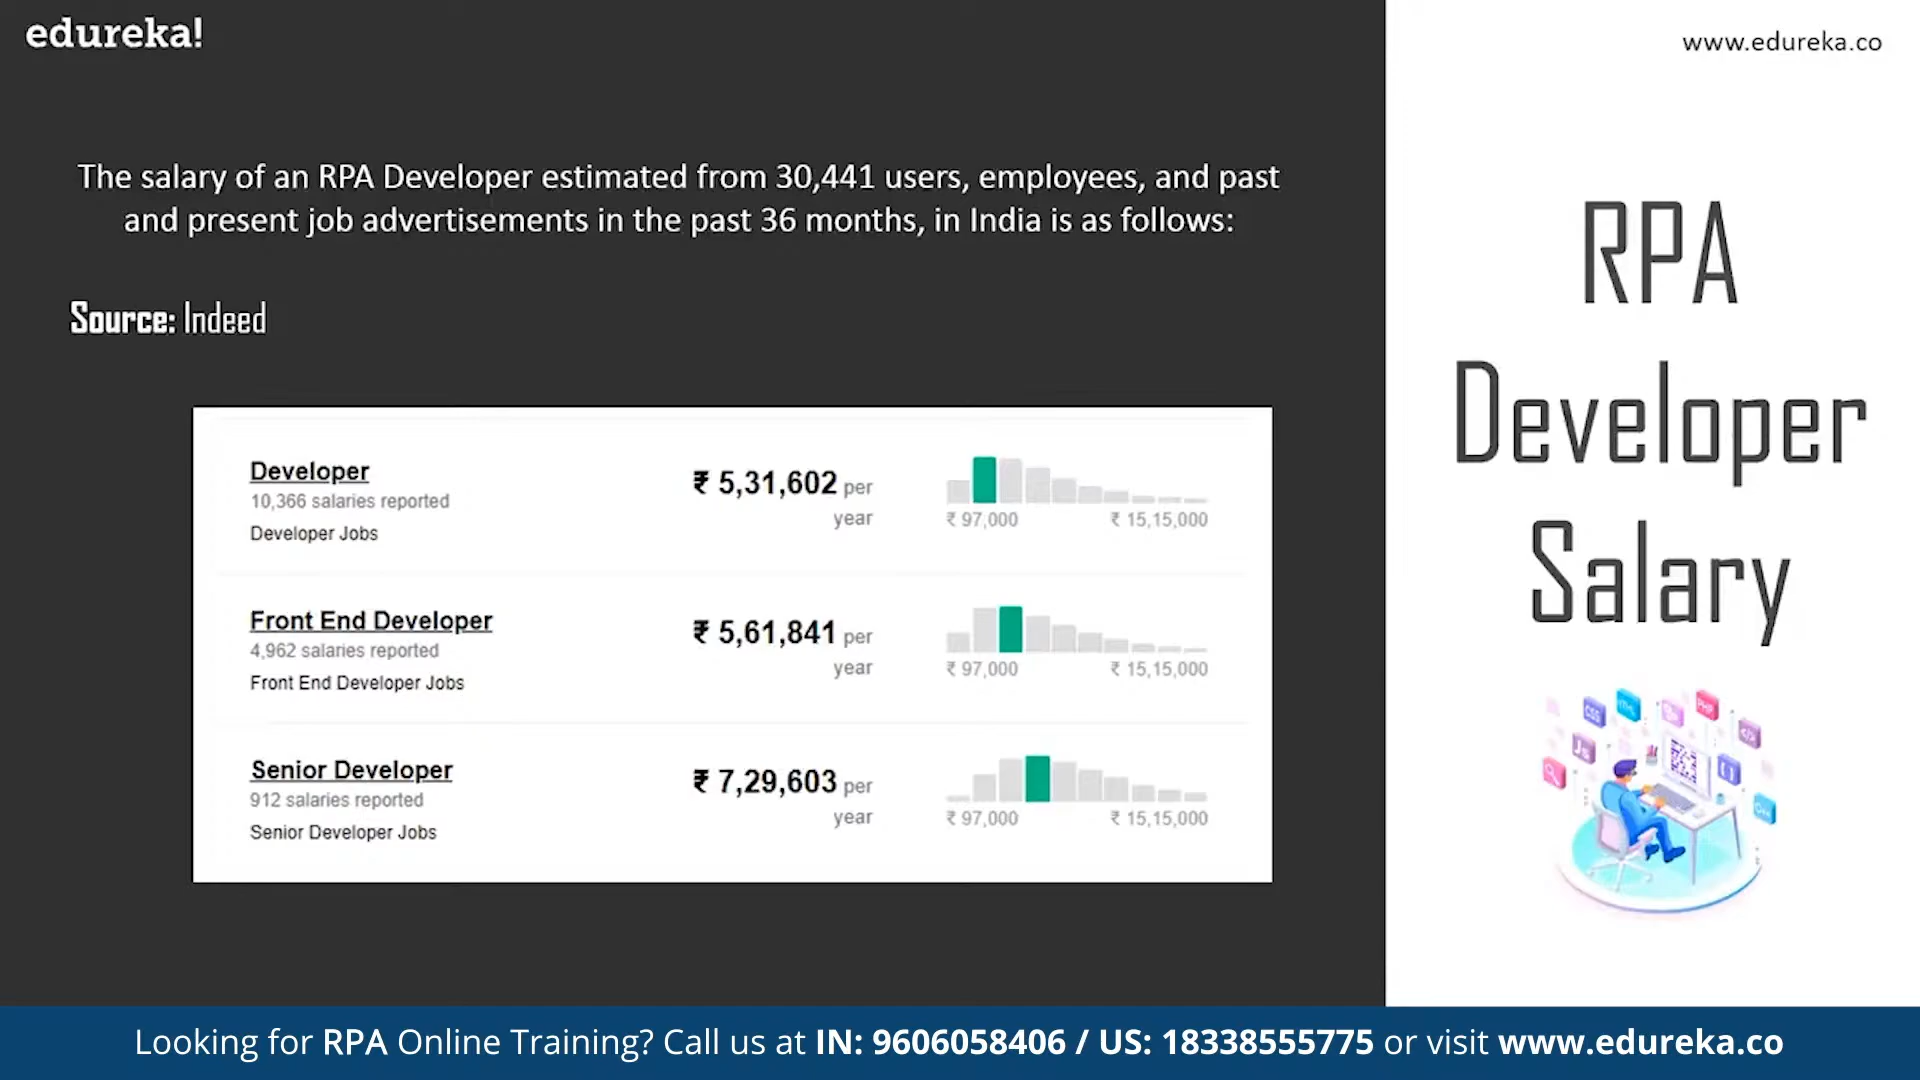 edureka!
www.edureka.co
The salary of an RPA Developer estimated from 30,441 users, employees, and past
and present job advertisements in the past 36 months, in India is as follows:
Source: Indeed
Developer
10,366 salaries reported
Developer Jobs
₹ 5,31,602 per
year
₹ 97,000
₹ 15,15,000
Front End Developer
4,962 salaries reported
Front End Developer Jobs
₹ 5,61,841 per
year
₹ 97,000
₹ 15,15,000
Senior Developer
912 salaries reported
Senior Developer Jobs
₹ 7,29,603 per
year
₹ 97,000
₹ 15,15,000
RPA
Developer
Salary
CSS
HTML
PHP
Js
</>
{ }
C++
Looking for RPA Online Training? Call us at IN: 9606058406 / US: 18338555775 or visit www.edureka.co